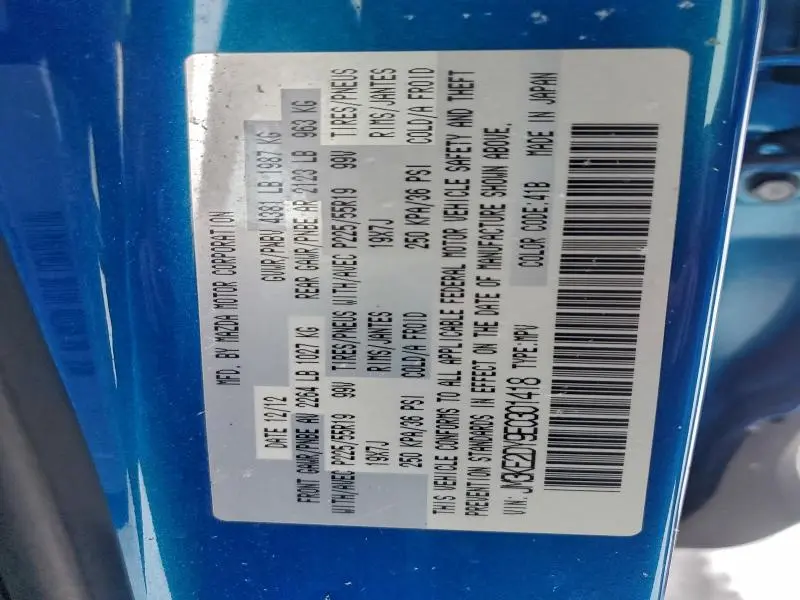 MFD. BY MAZDA MOTOR CORPORATION
DATE 12/12 GVWR/PNBV 4381 LB 1987 KG
FRONT GAWR/PNBE AV 2264 LB 1027 KG REAR GAWR/PNBE AR 2123 LB 963 KG
WITH/AVEC P225/55R19 99V TIRES/PNEUS WITH/AVEC P225/55R19 99V TIRES/PNEUS
19X7J RIMS/JANTES 19X7J RIMS/JANTES
250 KPA/36 PSI COLD/A FROID 250 KPA/36 PSI COLD/A FROID
THIS VEHICLE CONFORMS TO ALL APPLICABLE FEDERAL MOTOR VEHICLE SAFETY AND THEFT
PREVENTION STANDARDS IN EFFECT ON THE DATE OF MANUFACTURE SHOWN ABOVE.
VIN: JM3KE2DY9E0301418 TYPE:MPV COLOR CODE:41B MADE IN JAPAN